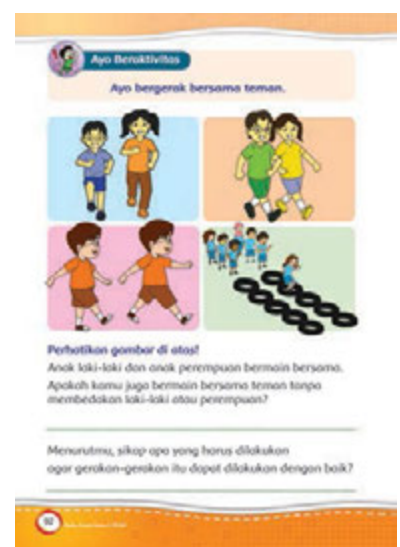 Ayo Beraktivitas
Ayo bergerak bersama teman.
Perhatikan gambar di atas!
Anak laki-laki dan anak perempuan bermain bersama.
Apakah kamu juga bermain bersama teman tanpa
membedakan laki-laki atau perempuan?
Menurutmu, sikap apa yang harus dilakukan
agar gerakan-gerakan itu dapat dilakukan dengan baik?
92